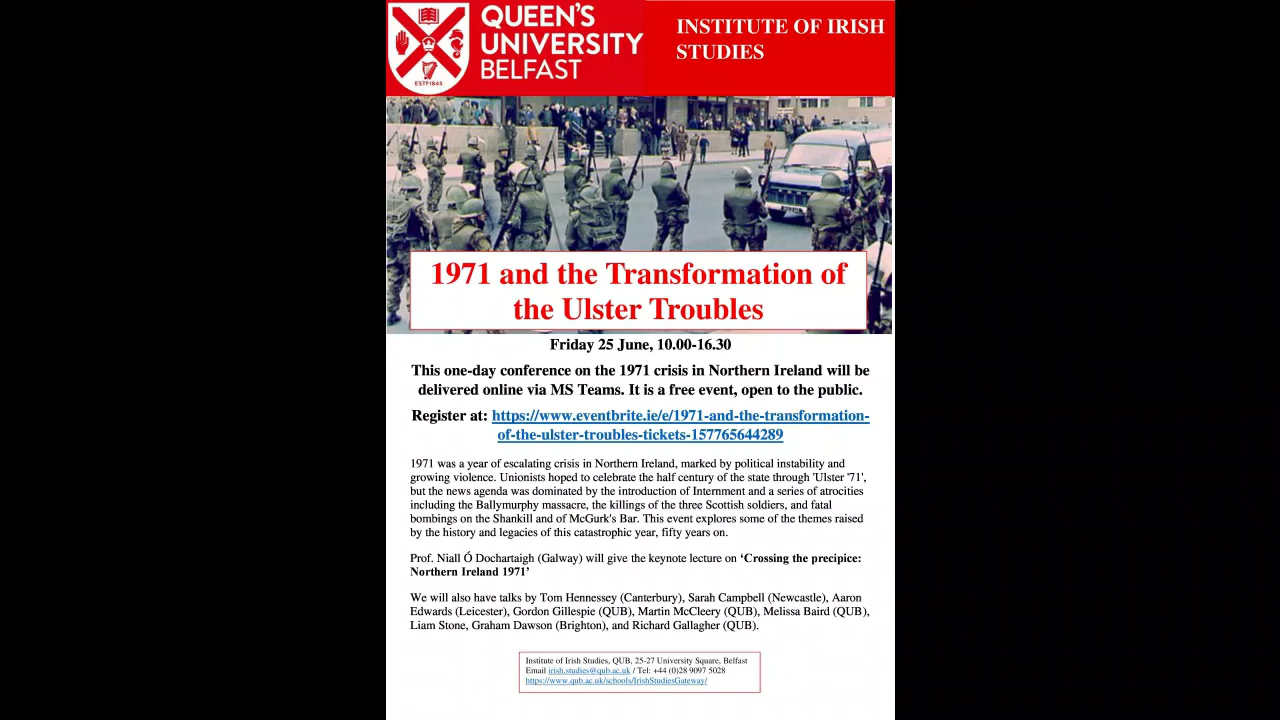 QUEEN'S
UNIVERSITY
BELFAST
ESTD1845
INSTITUTE OF IRISH
STUDIES
1971 and the Transformation of
the Ulster Troubles
Friday 25 June, 10.00-16.30
This one-day conference on the 1971 crisis in Northern Ireland will be
delivered online via MS Teams. It is a free event, open to the public.
Register at: https://www.eventbrite.ie/e/1971-and-the-transformation-
of-the-ulster-troubles-tickets-157765644289
1971 was a year of escalating crisis in Northern Ireland, marked by political instability and
growing violence. Unionists hoped to celebrate the half century of the state through 'Ulster '71',
but the news agenda was dominated by the introduction of Internment and a series of atrocities
including the Ballymurphy massacre, the killings of the three Scottish soldiers, and fatal
bombings on the Shankill and of McGurk's Bar. This event explores some of the themes raised
by the history and legacies of this catastrophic year, fifty years on.
Prof. Niall Ó Dochartaigh (Galway) will give the keynote lecture on ‘Crossing the precipice:
Northern Ireland 1971’
We will also have talks by Tom Hennessey (Canterbury), Sarah Campbell (Newcastle), Aaron
Edwards (Leicester), Gordon Gillespie (QUB), Martin McCleery (QUB), Melissa Baird (QUB),
Liam Stone, Graham Dawson (Brighton), and Richard Gallagher (QUB).
Institute of Irish Studies, QUB, 25-27 University Square, Belfast
Email irish.studies@qub.ac.uk / Tel: +44 (0)28 9097 5028
https://www.qub.ac.uk/schools/IrishStudiesGateway/